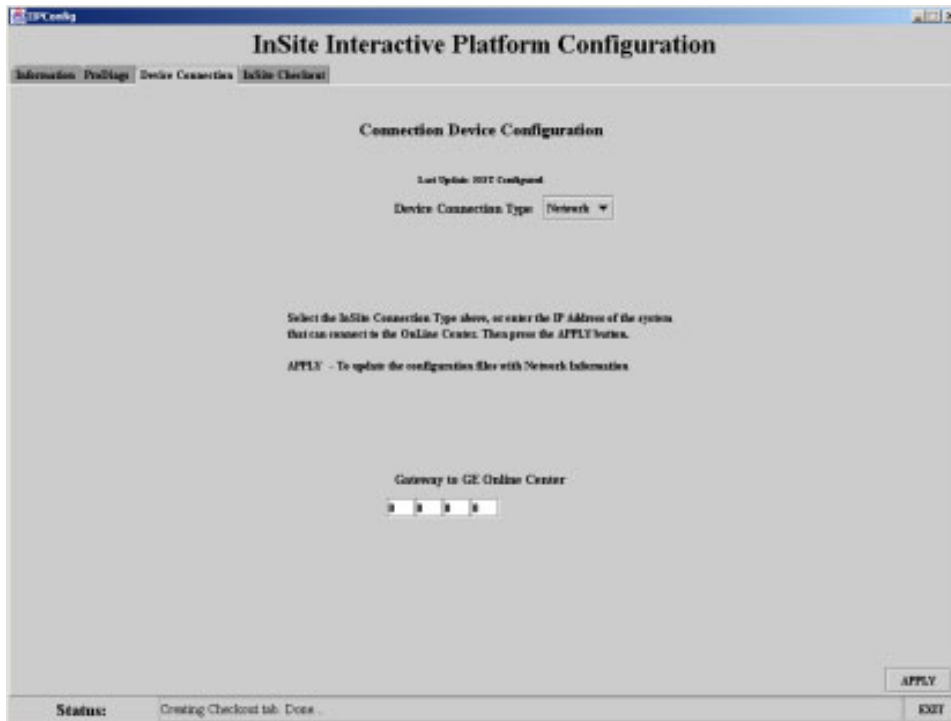 IIPConfig
InSite Interactive Platform Configuration
Information ProDiags Device Connection InSite Checkout
Connection Device Configuration
Last Update: NOT Configured
Device Connection Type Network
Select the InSite Connection Type above, or enter the IP Address of the system
that can connect to the OnLine Center. Then press the APPLY button.
APPLY - To update the configuration files with Network Information
Gateway to GE Online Center
0 0 0 0
APPLY
Status: Creating Checkout tab. Done...
EXIT